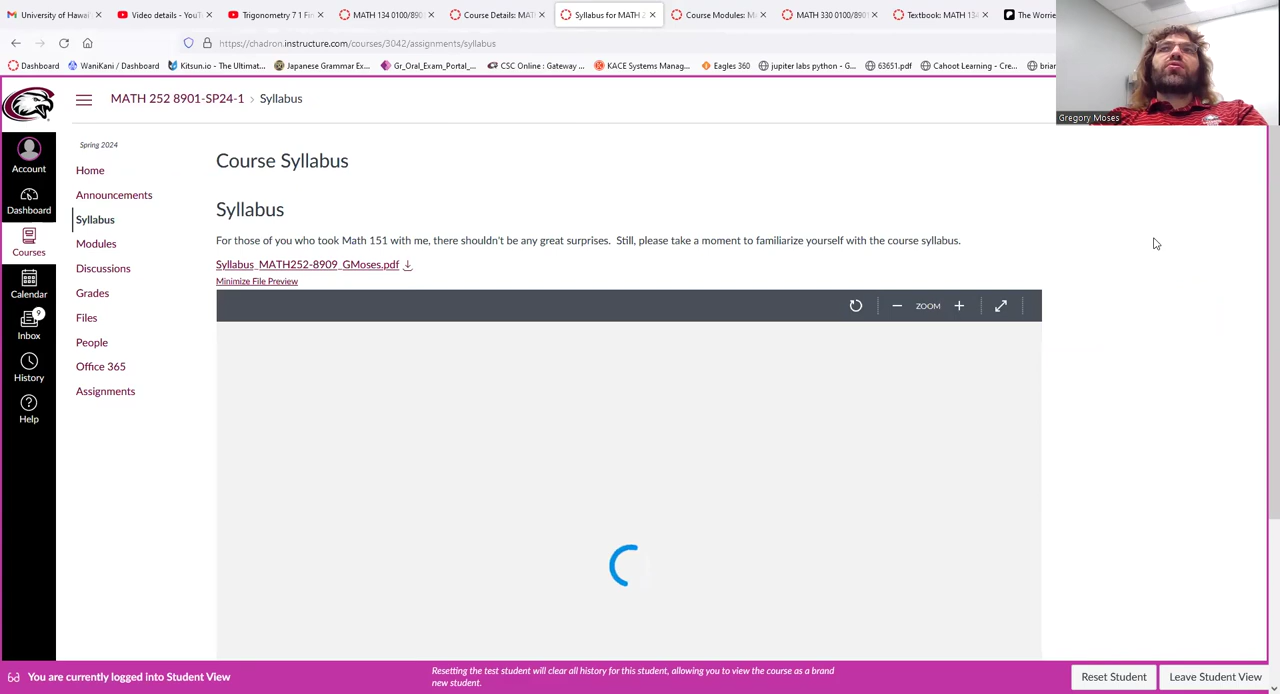 University of Hawai'i
Video details - YouT
Trigonometry 7 1 Fin
MATH 134 0100/890
Course Details: MAT
Syllabus for MATH 2
Course Modules: Ma
MATH 330 0100/890
Textbook: MATH 134
The Worrie
https://chadron.instructure.com/courses/3042/assignments/syllabus
Dashboard
WaniKani / Dashboard
Kitsun.io - The Ultimat...
Japanese Grammar Ex...
Gr_Oral_Exam_Portal_...
CSC Online : Gateway ...
KACE Systems Manag...
Eagles 360
jupiter labs python - G...
63651.pdf
Cahoot Learning - Cre...
brian
Gregory Moses
MATH 252 8901-SP24-1 › Syllabus
Account
Dashboard
Courses
Calendar
9
Inbox
History
Help
Spring 2024
Home
Announcements
Syllabus
Modules
Discussions
Grades
Files
People
Office 365
Assignments
Course Syllabus
Syllabus
For those of you who took Math 151 with me, there shouldn't be any great surprises. Still, please take a moment to familiarize yourself with the course syllabus.
Syllabus_MATH252-8909_GMoses.pdf
Minimize File Preview
ZOOM
You are currently logged into Student View
Resetting the test student will clear all history for this student, allowing you to view the course as a brand
new student.
Reset Student
Leave Student View